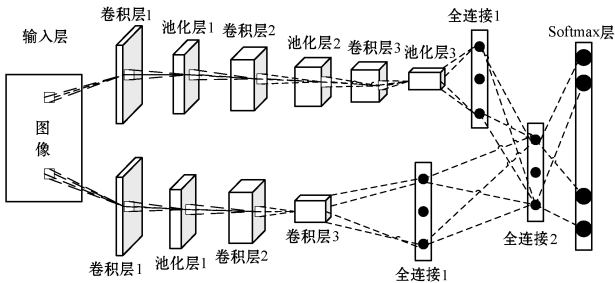 输入层
图
像
卷积层1
池化层1
卷积层2
池化层2
卷积层3
池化层3
全连接1
Softmax层
卷积层1
池化层1
卷积层2
卷积层3
全连接1
全连接2